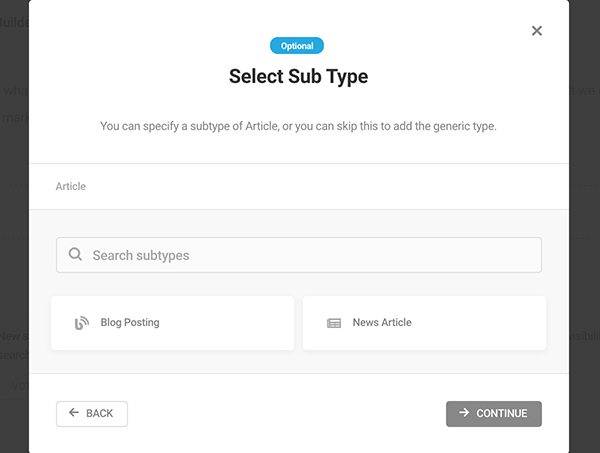 Optional
Select Sub Type
You can specify a subtype of Article, or you can skip this to add the generic type.
Article
Search subtypes
Blog Posting
News Article
BACK
CONTINUE